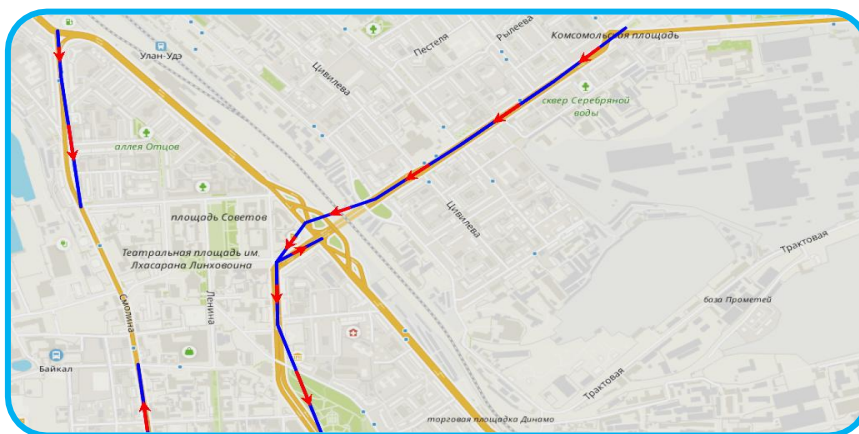 Рылеева
Пестеля
Комсомольская площадь
Улан-Удэ
Цивилева
сквер Серебряной
воды
аллея Отцов
Цивилева
площадь Советов
Театральная площадь им.
Лхасарана Линховоина
Трактовая
Смолина
Ленина
база Прометей
Байкал
Трактовая
торговая площадка Динамо